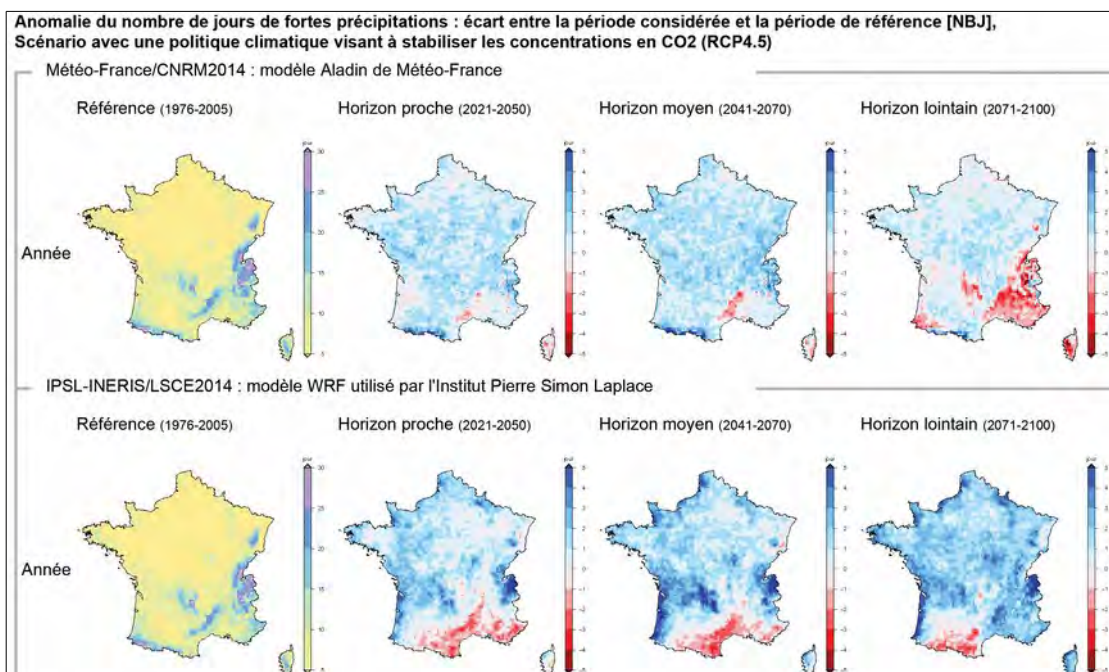 Anomalie du nombre de jours de fortes précipitations : écart entre la période considérée et la période de référence [NBJ],
Scénario avec une politique climatique visant à stabiliser les concentrations en CO2 (RCP4.5)
Météo-France/CNRM2014 : modèle Aladin de Météo-France
Référence (1976-2005) Horizon proche (2021-2050) Horizon moyen (2041-2070) Horizon lointain (2071-2100)
Année
IPSL-INERIS/LSCE2014 : modèle WRF utilisé par l'Institut Pierre Simon Laplace
Référence (1976-2005) Horizon proche (2021-2050) Horizon moyen (2041-2070) Horizon lointain (2071-2100)
Année